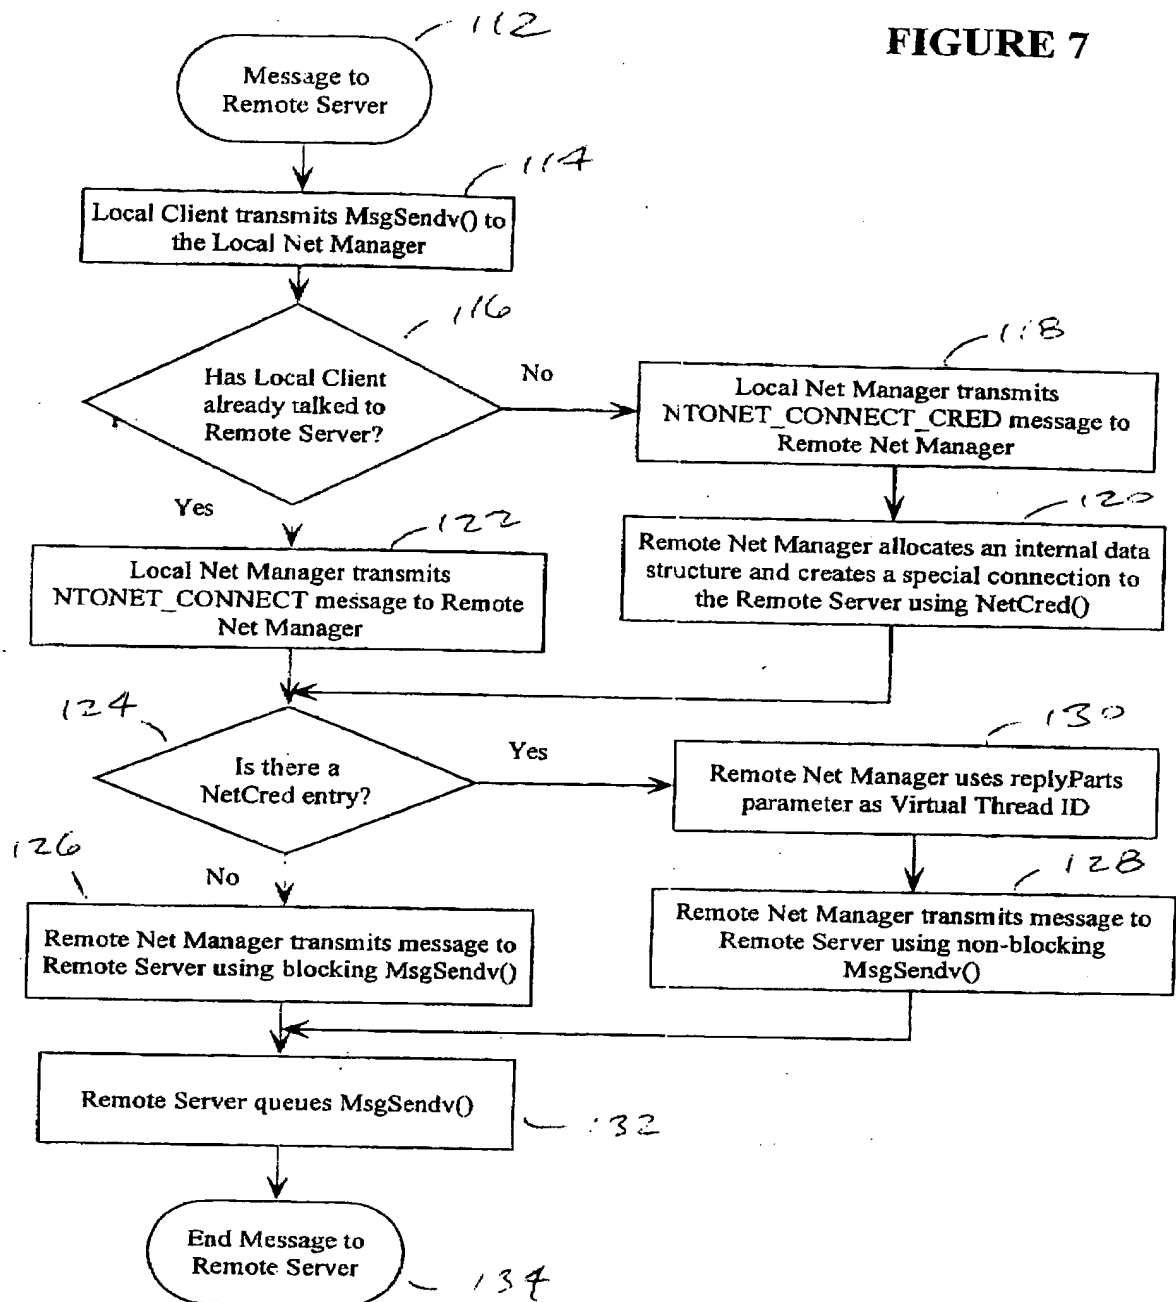 FIGURE 7
112
Message to
Remote Server
114
Local Client transmits MsgSendv() to
the Local Net Manager
116
Has Local Client
already talked to
Remote Server?
No
Yes
118
Local Net Manager transmits
NTONET_CONNECT_CRED message to
Remote Net Manager
120
Remote Net Manager allocates an internal data
structure and creates a special connection to
the Remote Server using NetCred()
122
Local Net Manager transmits
NTONET_CONNECT message to Remote
Net Manager
124
Is there a
NetCred entry?
Yes
No
130
Remote Net Manager uses replyParts
parameter as Virtual Thread ID
128
Remote Net Manager transmits message to
Remote Server using non-blocking
MsgSendv()
126
Remote Net Manager transmits message to
Remote Server using blocking MsgSendv()
Remote Server queues MsgSendv()
132
End Message to
Remote Server
134